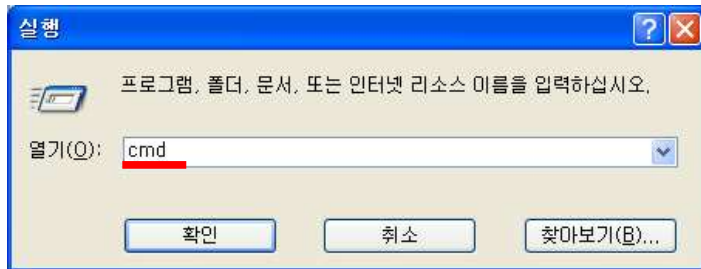 실행
프로그램, 폴더, 문서, 또는 인터넷 리소스 이름을 입력하십시오.
열기(O): cmd
확인 취소 찾아보기(B)...